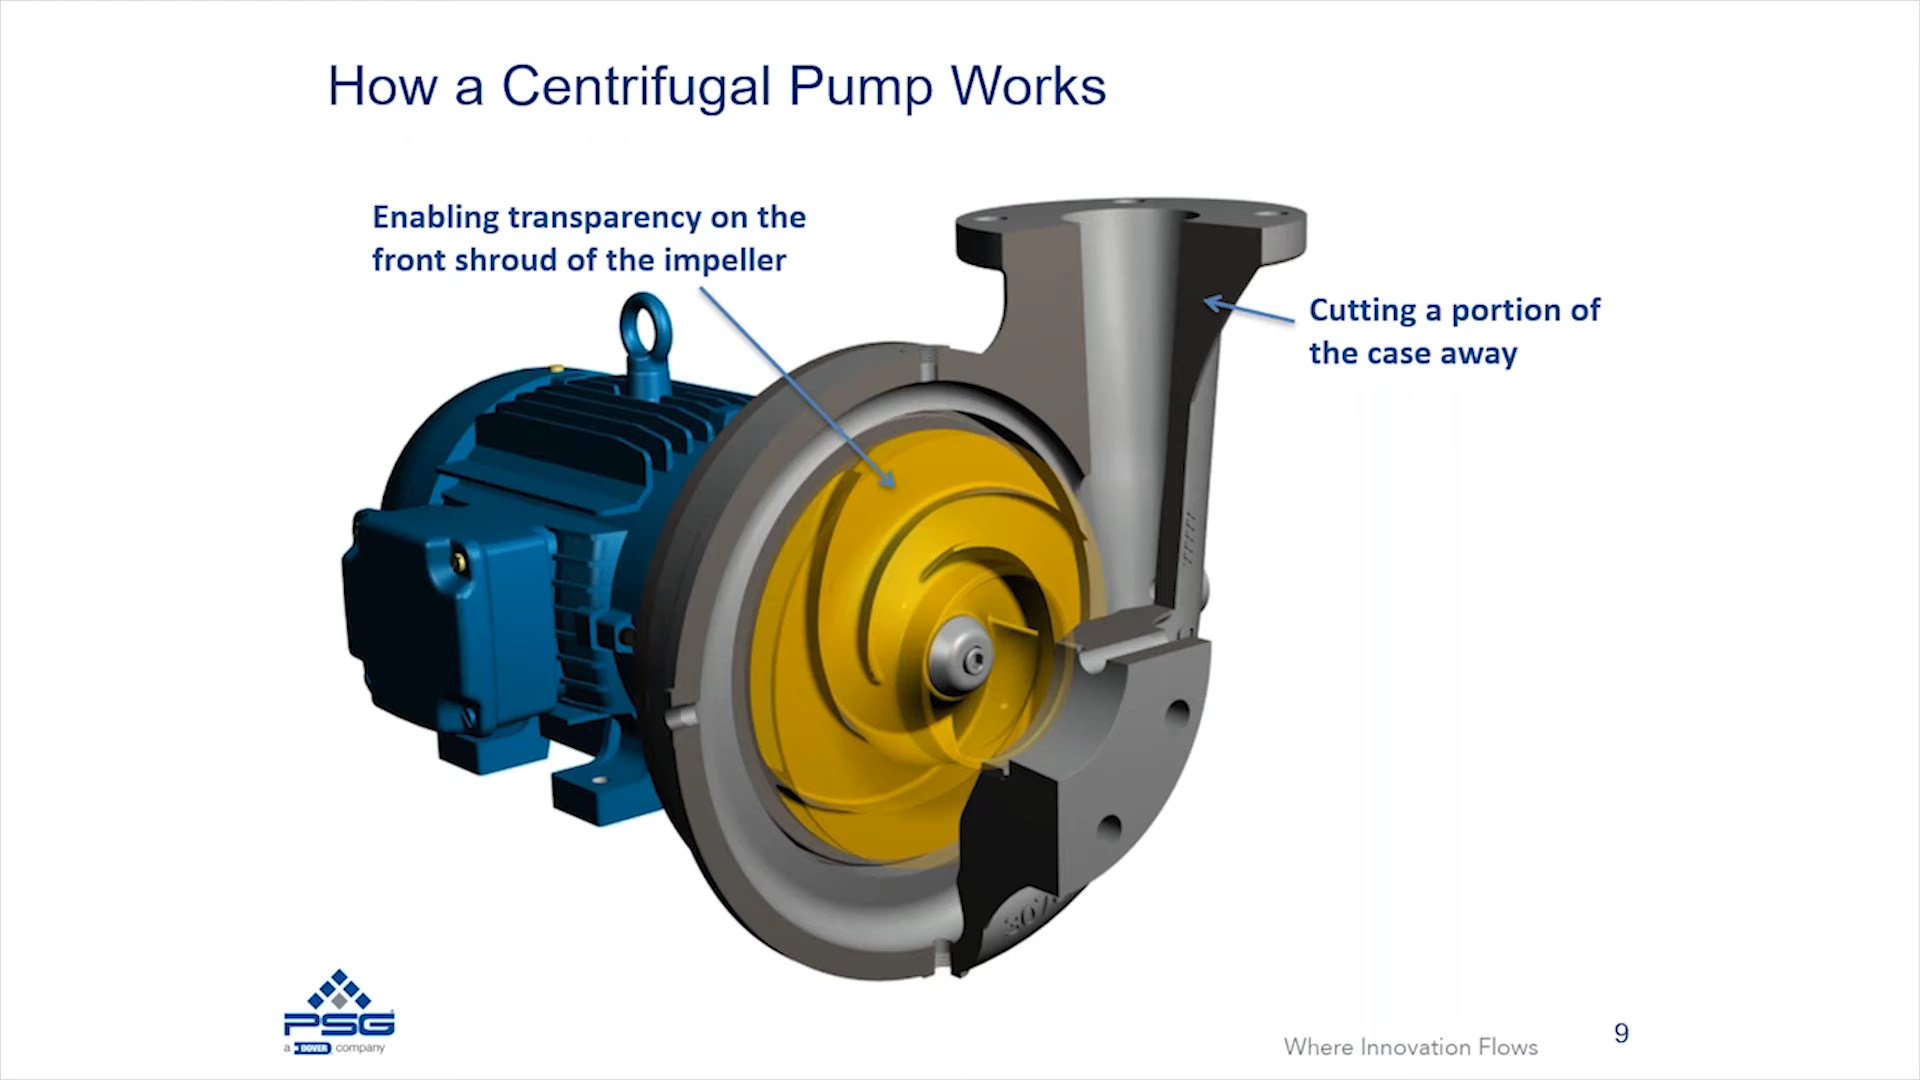 How a Centrifugal Pump Works
Enabling transparency on the
front shroud of the impeller
Cutting a portion of
the case away
PSG
a DOVER company
Where Innovation Flows
9